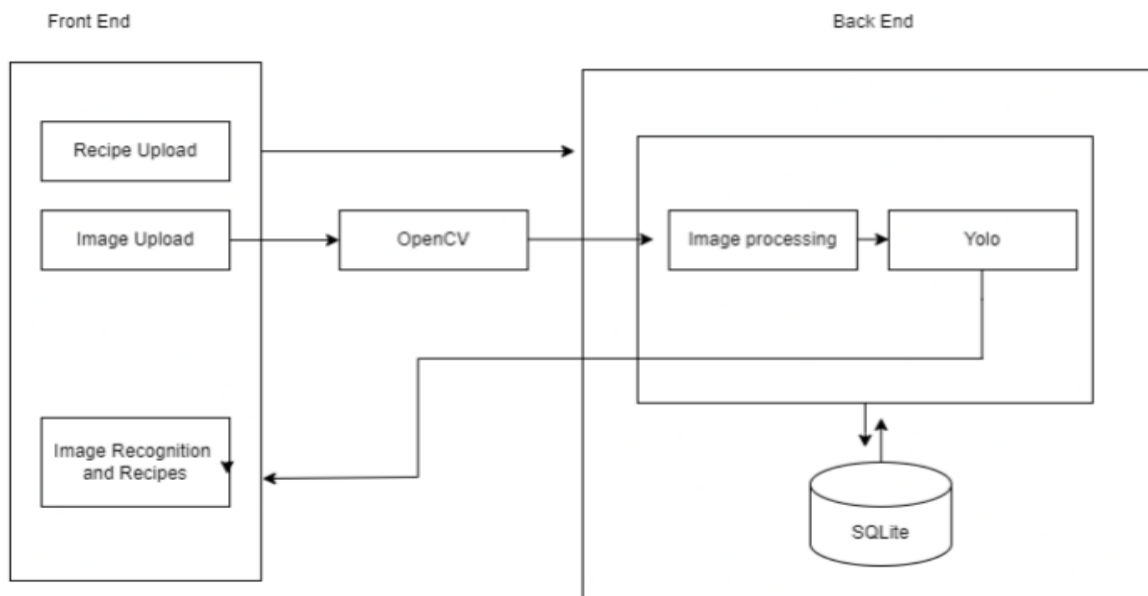 Front End
Back End
Recipe Upload
Image Upload
OpenCV
Image processing
Yolo
Image Recognition
and Recipes
SQLite